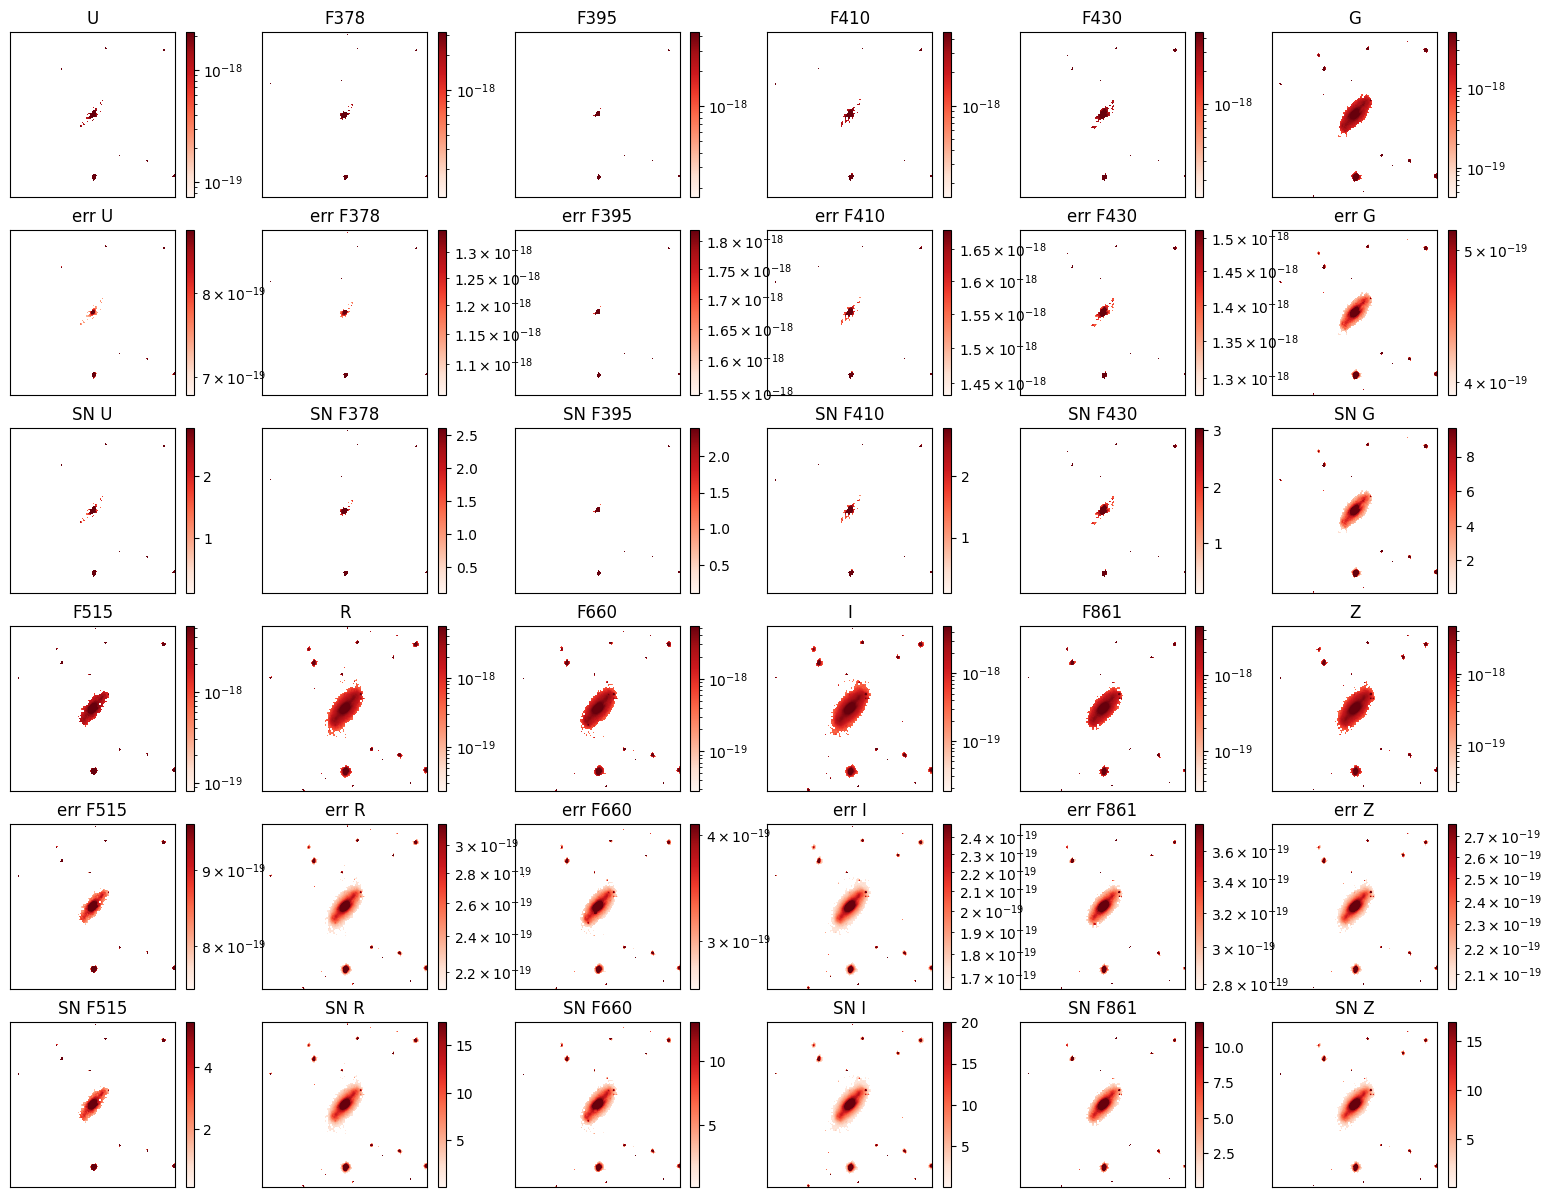 U F378 F395 F410 F430 G
10⁻¹⁸ 10⁻¹⁹ 10⁻¹⁸ 10⁻¹⁸ 10⁻¹⁸ 10⁻¹⁸ 10⁻¹⁸ 10⁻¹⁹
err U err F378 err F395 err F410 err F430 err G
8 × 10⁻¹⁹ 7 × 10⁻¹⁹
1.3 × 10⁻¹⁸ 1.25 × 10⁻¹⁸ 1.2 × 10⁻¹⁸ 1.15 × 10⁻¹⁸ 1.1 × 10⁻¹⁸
1.8 × 10⁻¹⁸ 1.75 × 10⁻¹⁸ 1.7 × 10⁻¹⁸ 1.65 × 10⁻¹⁸ 1.6 × 10⁻¹⁸ 1.55 × 10⁻¹⁸
1.65 × 10⁻¹⁸ 1.6 × 10⁻¹⁸ 1.55 × 10⁻¹⁸ 1.5 × 10⁻¹⁸ 1.45 × 10⁻¹⁸
1.5 × 10⁻¹⁸ 1.45 × 10⁻¹⁸ 1.4 × 10⁻¹⁸ 1.35 × 10⁻¹⁸ 1.3 × 10⁻¹⁸
5 × 10⁻¹⁹ 4 × 10⁻¹⁹
SN U SN F378 SN F395 SN F410 SN F430 SN G
2 1
2.5 2.0 1.5 1.0 0.5
2.0 1.5 1.0 0.5
2 1
3 2 1
8 6 4 2
F515 R F660 I F861 Z
10⁻¹⁸ 10⁻¹⁹ 10⁻¹⁸ 10⁻¹⁹ 10⁻¹⁸ 10⁻¹⁹ 10⁻¹⁸ 10⁻¹⁹ 10⁻¹⁸ 10⁻¹⁹ 10⁻¹⁸ 10⁻¹⁹
err F515 err R err F660 err I err F861 err Z
9 × 10⁻¹⁹ 8 × 10⁻¹⁹
3 × 10⁻¹⁹ 2.8 × 10⁻¹⁹ 2.6 × 10⁻¹⁹ 2.4 × 10⁻¹⁹ 2.2 × 10⁻¹⁹
4 × 10⁻¹⁹ 3 × 10⁻¹⁹
2.4 × 10⁻¹⁹ 2.3 × 10⁻¹⁹ 2.2 × 10⁻¹⁹ 2.1 × 10⁻¹⁹ 2 × 10⁻¹⁹ 1.9 × 10⁻¹⁹ 1.8 × 10⁻¹⁹ 1.7 × 10⁻¹⁹
3.6 × 10⁻¹⁹ 3.4 × 10⁻¹⁹ 3.2 × 10⁻¹⁹ 3 × 10⁻¹⁹ 2.8 × 10⁻¹⁹
2.7 × 10⁻¹⁹ 2.6 × 10⁻¹⁹ 2.5 × 10⁻¹⁹ 2.4 × 10⁻¹⁹ 2.3 × 10⁻¹⁹ 2.2 × 10⁻¹⁹ 2.1 × 10⁻¹⁹
SN F515 SN R SN F660 SN I SN F861 SN Z
4 2
15 10 5
10 5
20 15 10 5
10.0 7.5 5.0 2.5
15 10 5